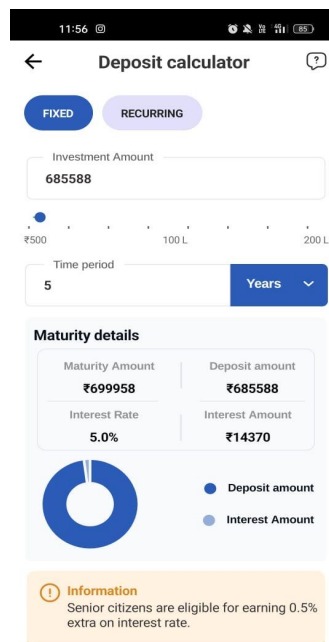 11:56
4G
85
Deposit calculator
?
FIXED
RECURRING
Investment Amount
685588
₹500
100 L
200 L
Time period
5
Years
Maturity details
Maturity Amount
Deposit amount
₹699958
₹685588
Interest Rate
Interest Amount
5.0%
₹14370
Deposit amount
Interest Amount
Information
Senior citizens are eligible for earning 0.5%
extra on interest rate.